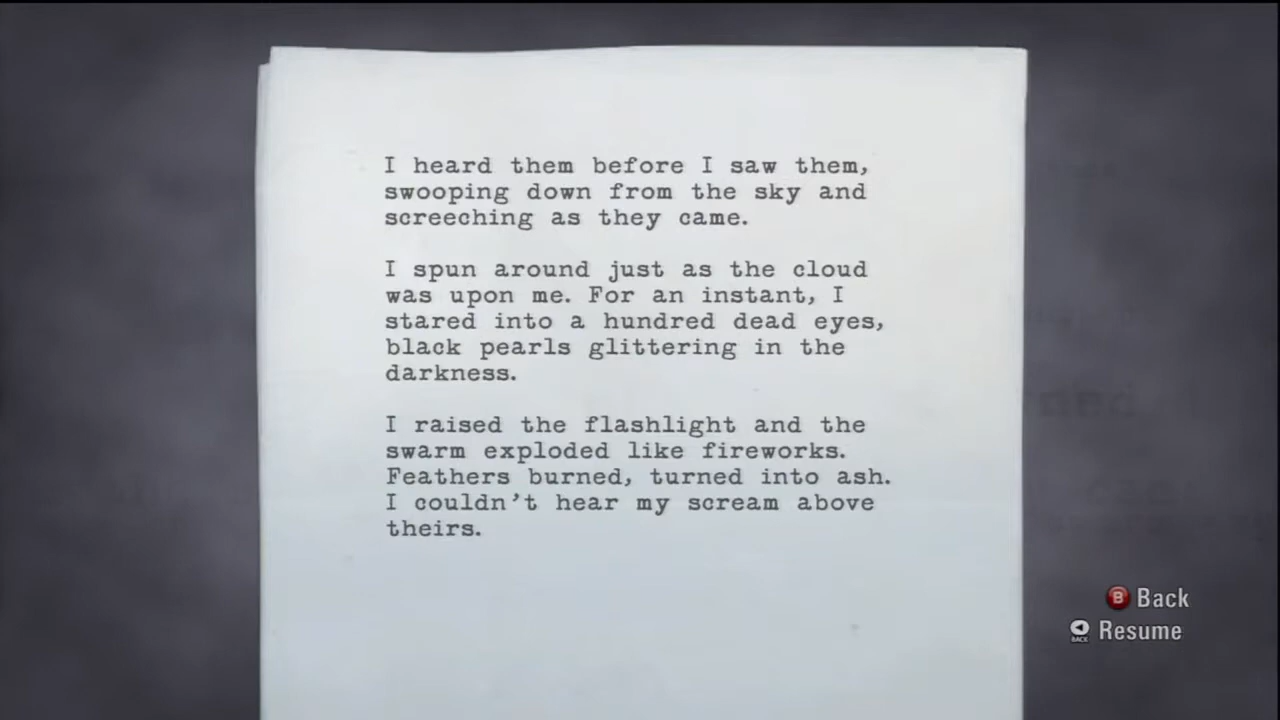 I heard them before I saw them,
swooping down from the sky and
screeching as they came.
I spun around just as the cloud
was upon me. For an instant, I
stared into a hundred dead eyes,
black pearls glittering in the
darkness.
I raised the flashlight and the
swarm exploded like fireworks.
Feathers burned, turned into ash.
I couldn't hear my scream above
theirs.
B Back
BACK Resume